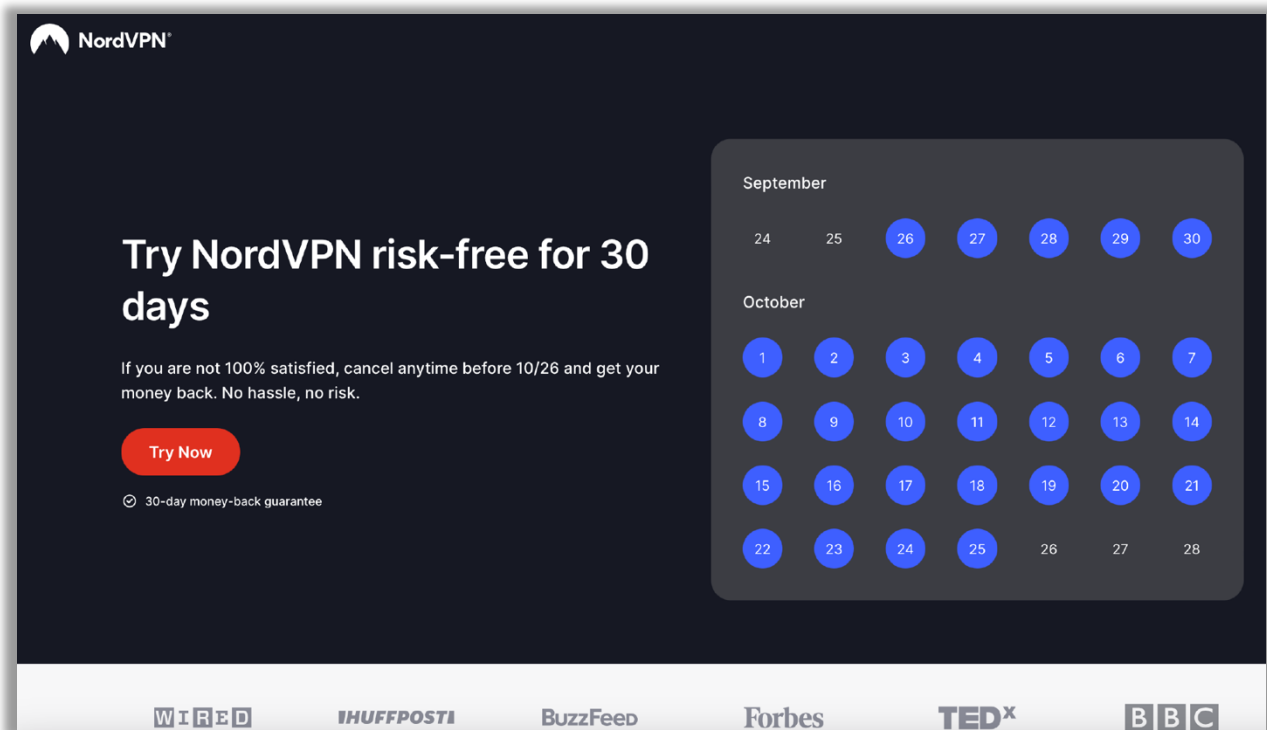 NordVPN®
Try NordVPN risk-free for 30
days
If you are not 100% satisfied, cancel anytime before 10/26 and get your
money back. No hassle, no risk.
Try Now
30-day money-back guarantee
September
24 25 26 27 28 29 30
October
1 2 3 4 5 6 7
8 9 10 11 12 13 14
15 16 17 18 19 20 21
22 23 24 25 26 27 28
WIRED IHUFFPOSTI BuzzFeeD Forbes TEDx BBC